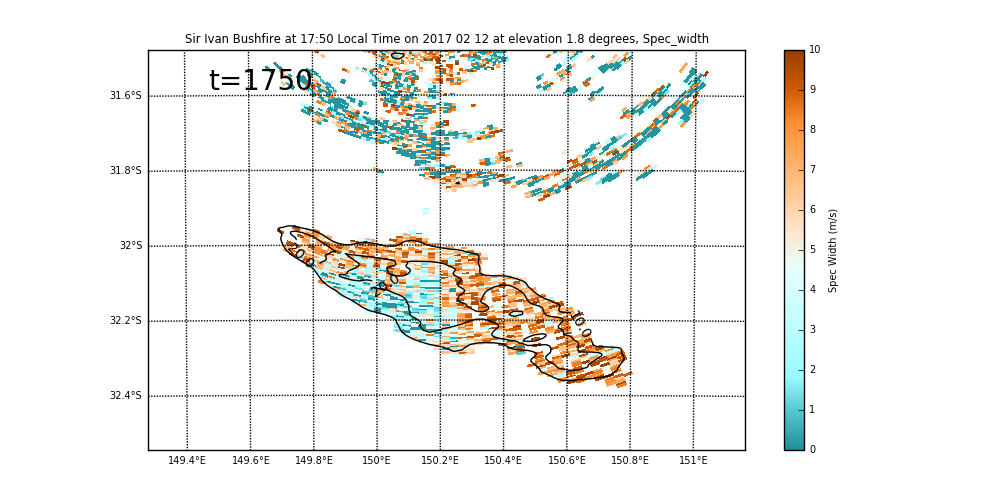 Sir Ivan Bushfire at 17:50 Local Time on 2017 02 12 at elevation 1.8 degrees, Spec_width
t=1750
31.6°S
31.8°S
32°S
32.2°S
32.4°S
149.4°E 149.6°E 149.8°E 150°E 150.2°E 150.4°E 150.6°E 150.8°E 151°E
10
9
8
7
6
5
4
3
2
1
0
Spec Width (m/s)